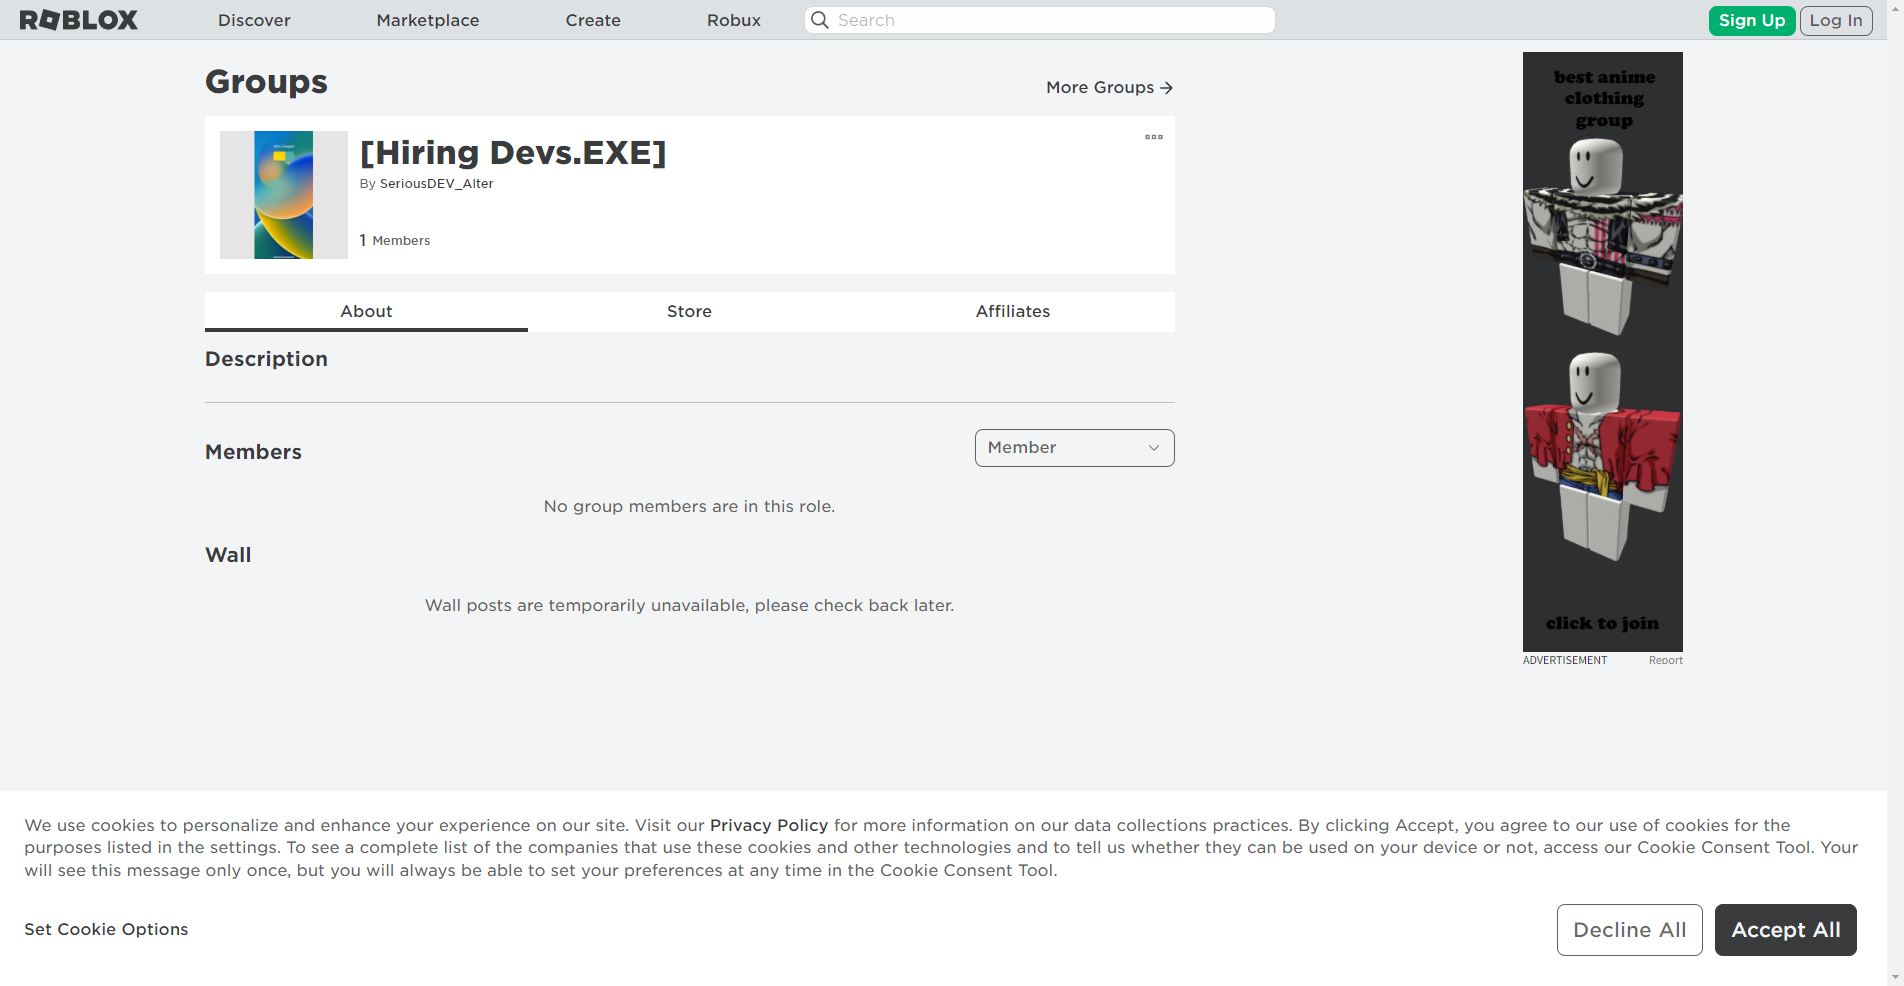 ROBLOX
Discover
Marketplace
Create
Robux
Search
Sign Up
Log In
Groups
More Groups →
[Hiring Devs.EXE]
By SeriousDEV_Alter
1 Members
About
Store
Affiliates
Description
Members
Member
No group members are in this role.
Wall
Wall posts are temporarily unavailable, please check back later.
best anime
clothing
group
click to join
ADVERTISEMENT
Report
We use cookies to personalize and enhance your experience on our site. Visit our Privacy Policy for more information on our data collections practices. By clicking Accept, you agree to our use of cookies for the
purposes listed in the settings. To see a complete list of the companies that use these cookies and other technologies and to tell us whether they can be used on your device or not, access our Cookie Consent Tool. Your
will see this message only once, but you will always be able to set your preferences at any time in the Cookie Consent Tool.
Set Cookie Options
Decline All
Accept All